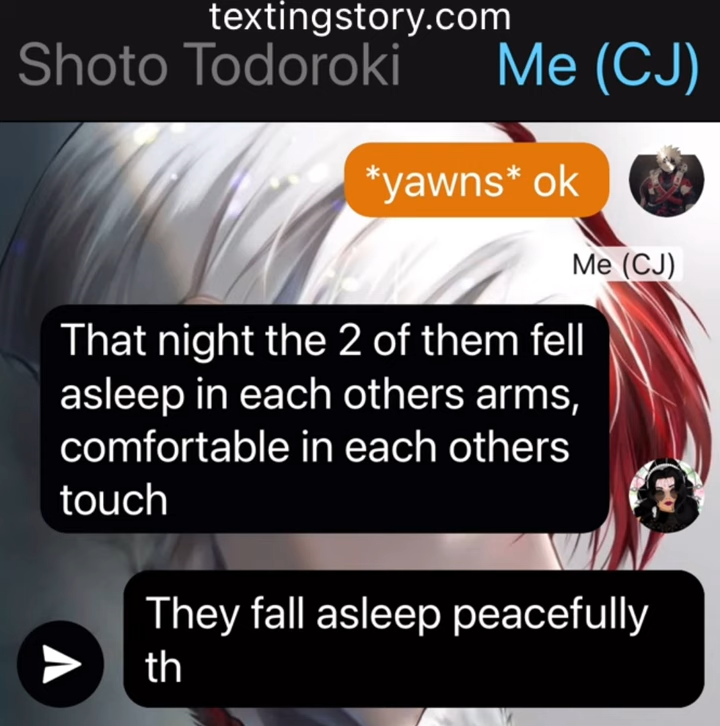 textingstory.com
Shoto Todoroki Me (CJ)
*yawns* ok
Me (CJ)
That night the 2 of them fell
asleep in each others arms,
comfortable in each others
touch
They fall asleep peacefully
th